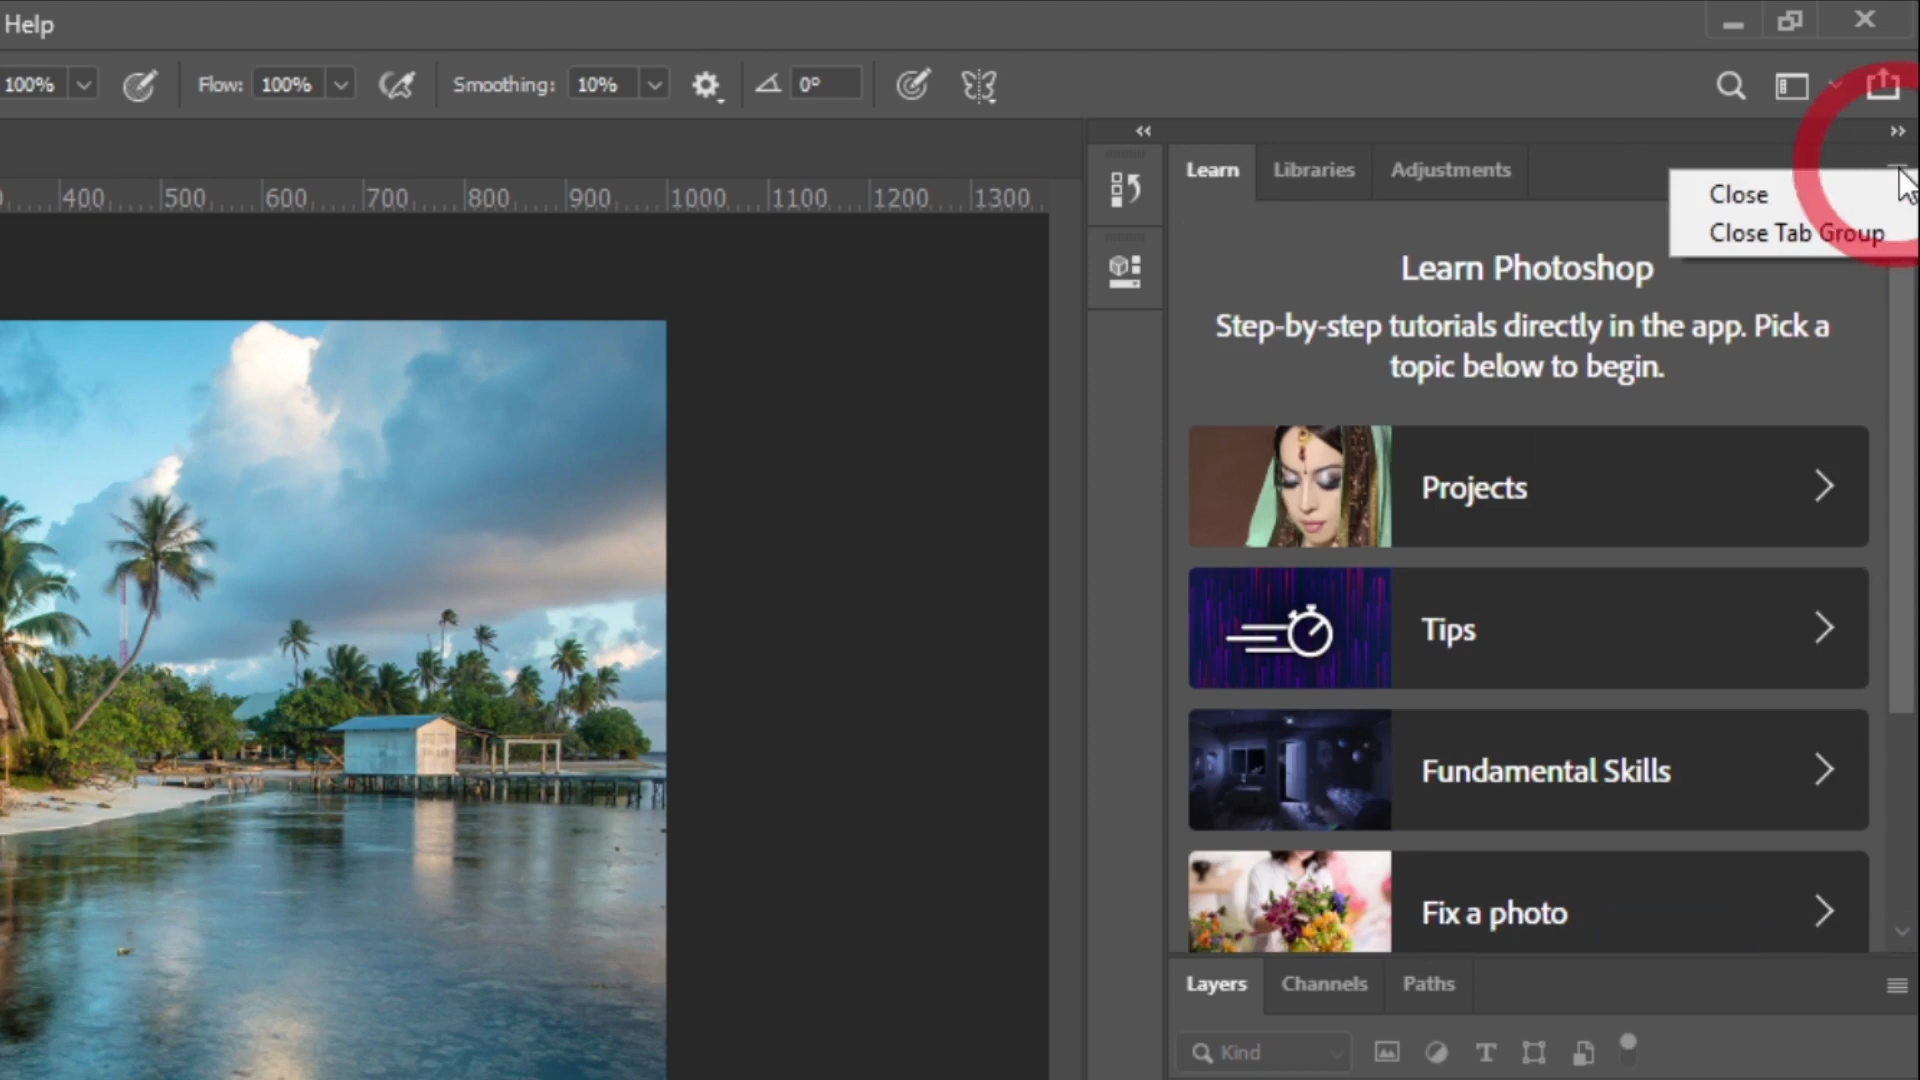 Help
100% Flow: 100% Smoothing: 10% 0°
Learn Libraries Adjustments
400 500 600 700 800 900 1000 1100 1200 1300
Close
Close Tab Group
Learn Photoshop
Step-by-step tutorials directly in the app. Pick a
topic below to begin.
Projects
Tips
Fundamental Skills
Fix a photo
Layers Channels Paths
Kind